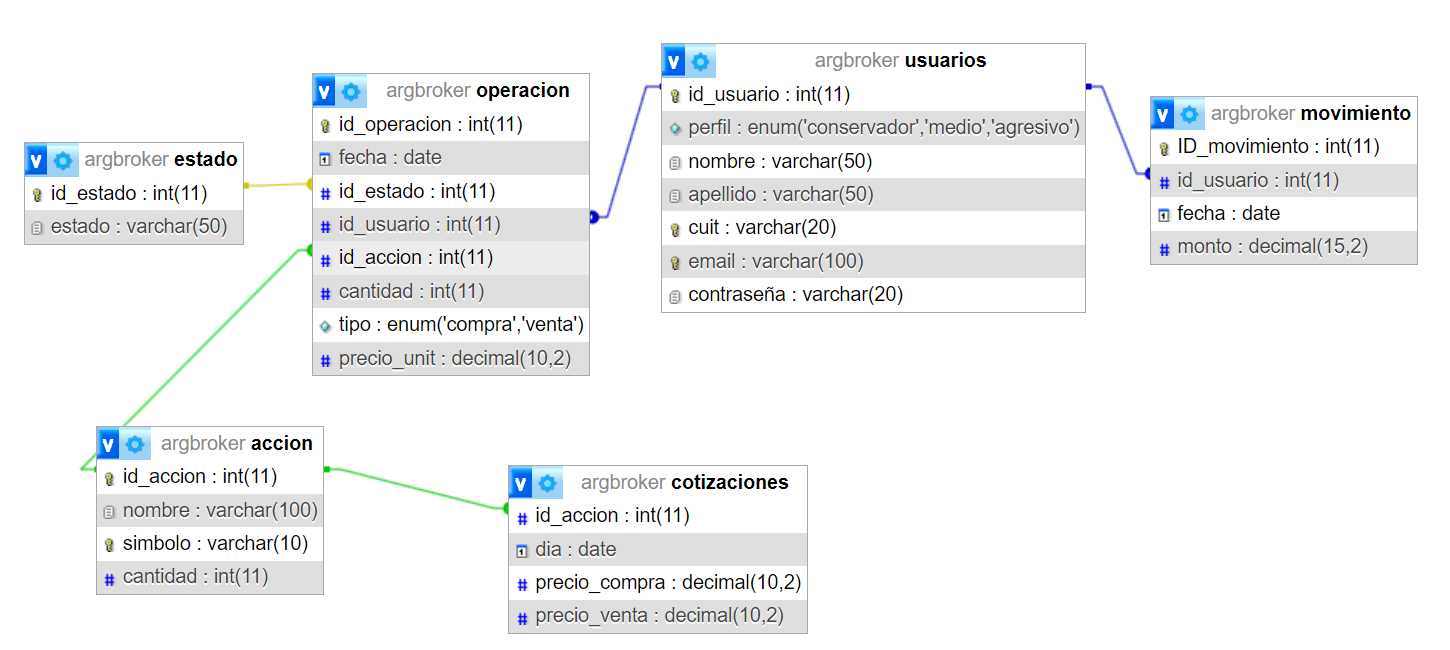 argbroker estado
id_estado : int(11)
estado : varchar(50)
argbroker operacion
id_operacion : int(11)
fecha : date
id_estado : int(11)
id_usuario : int(11)
id_accion : int(11)
cantidad : int(11)
tipo : enum('compra','venta')
precio_unit : decimal(10,2)
argbroker usuarios
id_usuario : int(11)
perfil : enum('conservador','medio','agresivo')
nombre : varchar(50)
apellido : varchar(50)
cuit : varchar(20)
email : varchar(100)
contraseña : varchar(20)
argbroker movimiento
ID_movimiento : int(11)
id_usuario : int(11)
fecha : date
monto : decimal(15,2)
argbroker accion
id_accion : int(11)
nombre : varchar(100)
simbolo : varchar(10)
cantidad : int(11)
argbroker cotizaciones
id_accion : int(11)
dia : date
precio_compra : decimal(10,2)
precio_venta : decimal(10,2)